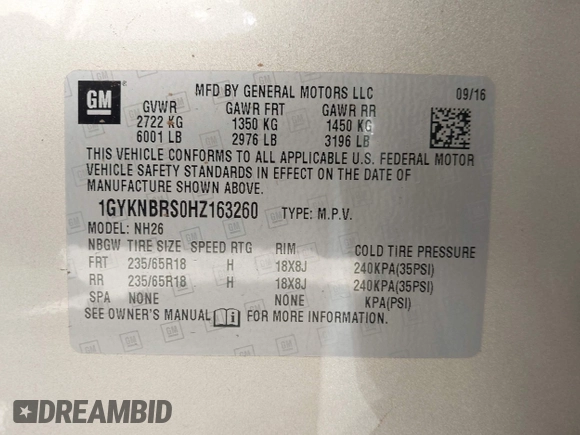 GM
MFD BY GENERAL MOTORS LLC 09/16
GVWR GAWR FRT GAWR RR
2722 KG 1350 KG 1450 KG
6001 LB 2976 LB 3196 LB
THIS VEHICLE CONFORMS TO ALL APPLICABLE U.S. FEDERAL MOTOR
VEHICLE SAFETY STANDARDS IN EFFECT ON THE DATE OF
MANUFACTURE SHOWN ABOVE.
1GYKNBRS0HZ163260 TYPE: M.P.V.
MODEL: NH26
NBGW TIRE SIZE SPEED RTG RIM COLD TIRE PRESSURE
FRT 235/65R18 H 18X8J 240KPA(35PSI)
RR 235/65R18 H 18X8J 240KPA(35PSI)
SPA NONE NONE KPA(PSI)
SEE OWNER'S MANUAL i FOR MORE INFORMATION.
DREAMBID